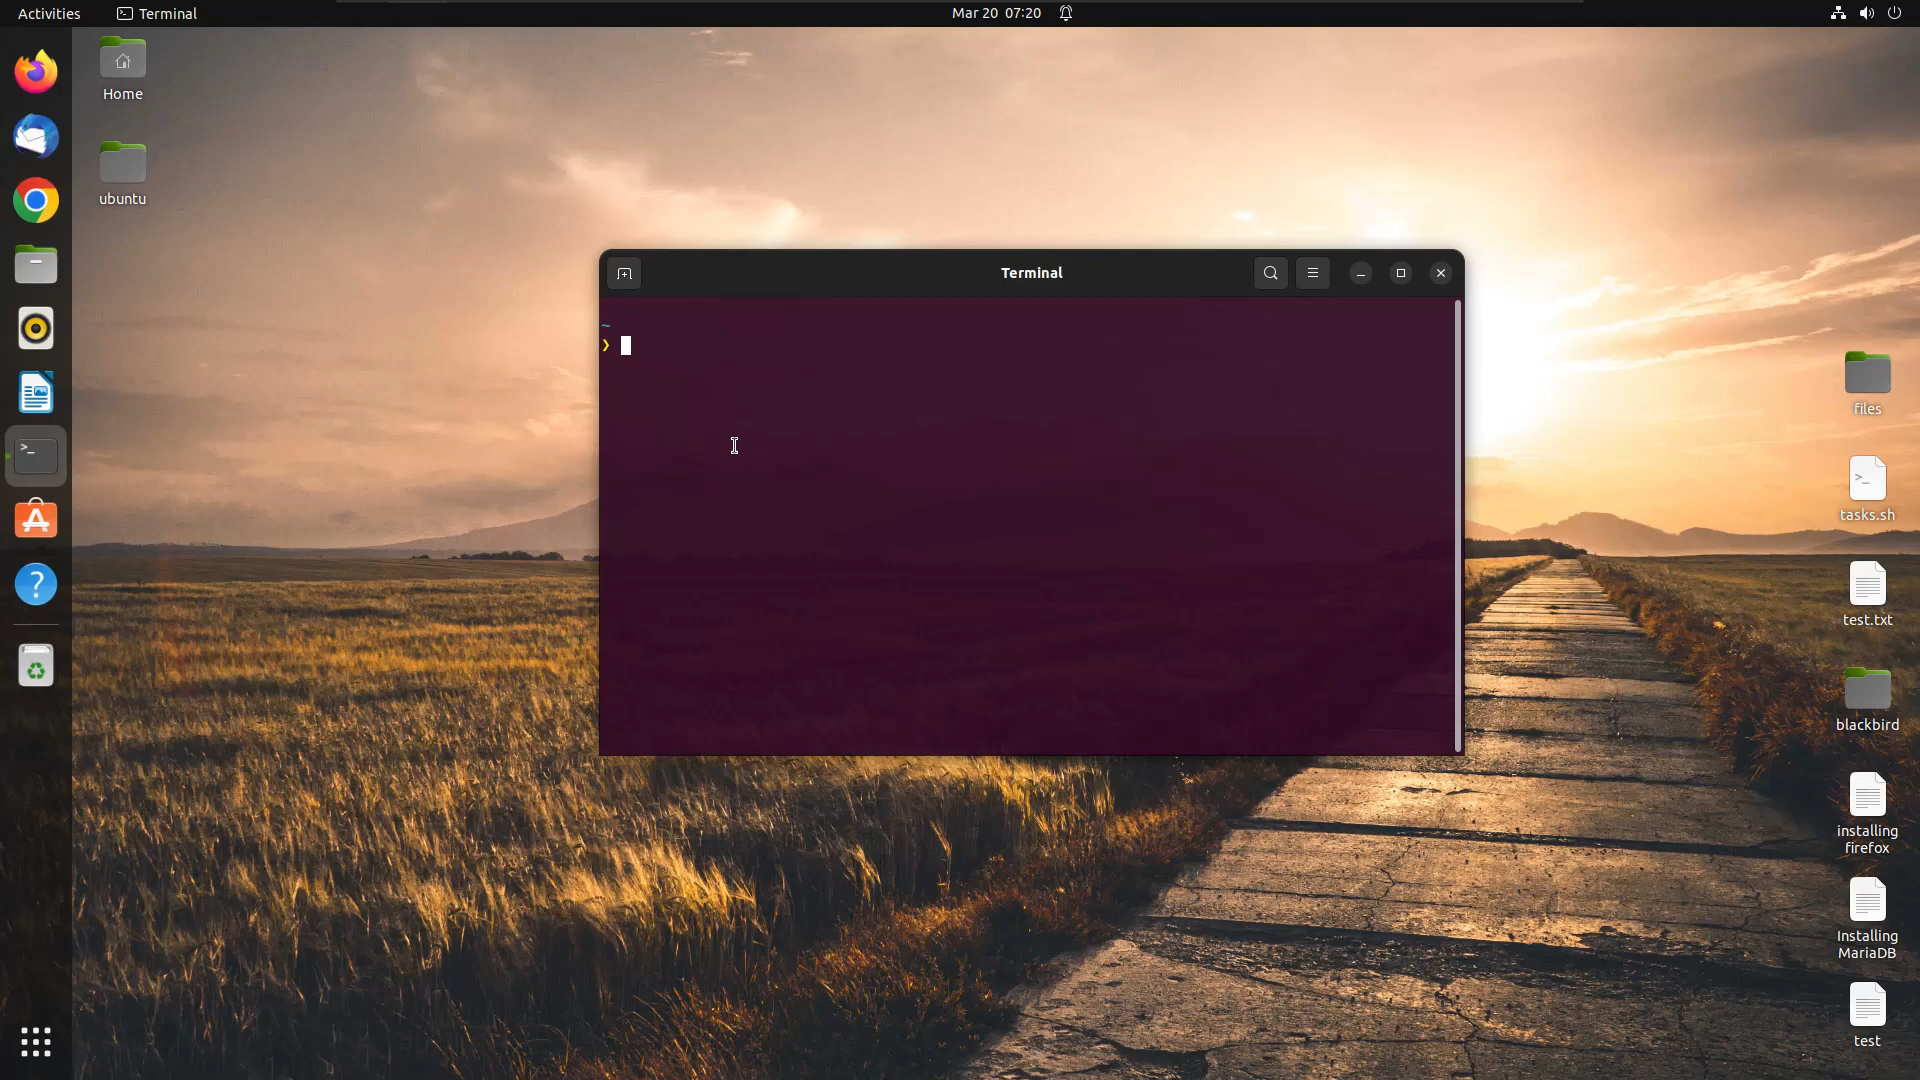 Activities
Terminal
Mar 20 07:20
Home
ubuntu
Terminal
~
❯
files
tasks.sh
test.txt
blackbird
installing
firefox
Installing
MariaDB
test